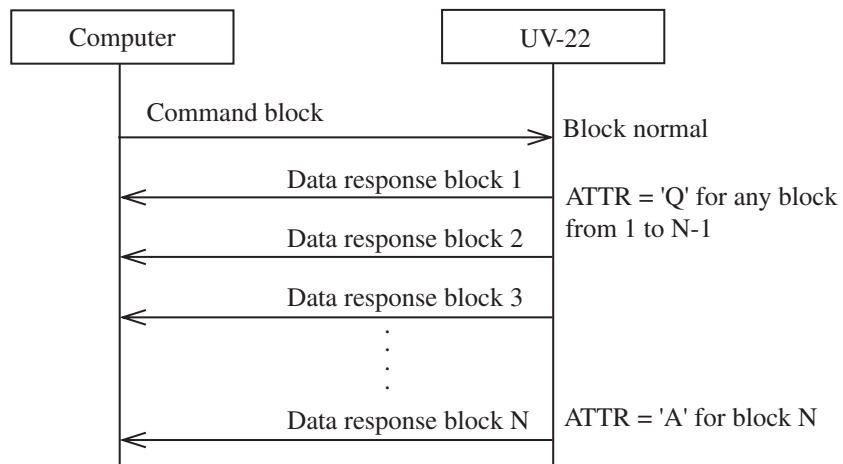 Computer
UV-22
Command block
Block normal
Data response block 1
ATTR = 'Q' for any block
from 1 to N-1
Data response block 2
Data response block 3
Data response block N
ATTR = 'A' for block N